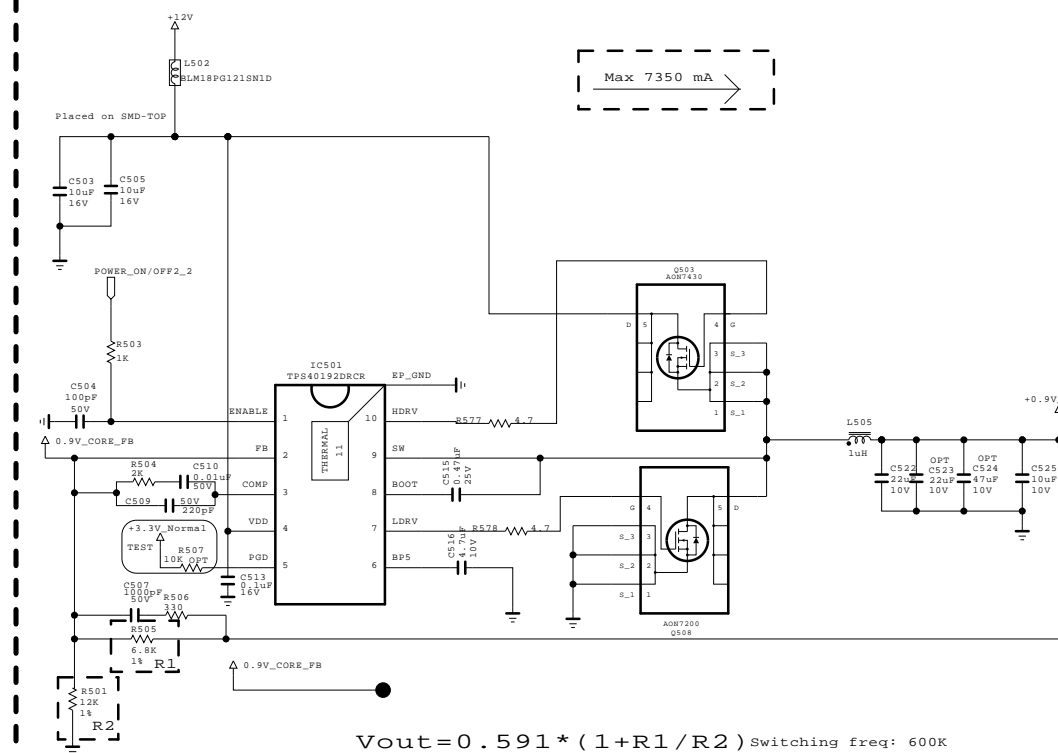 +12V
L502
BLM18PG121SN1D
Max 7350 mA
Placed on SMD-TOP
C503
10uF
16V
C505
10uF
16V
POWER_ON/OFF2_2
R503
1K
C504
100pF
50V
0.9V_CORE_FB
IC501
TPS40192DRCR
EP_GND
ENABLE
1
10
HDRV
FB
2
9
SW
COMP
3
8
BOOT
VDD
4
7
LDRV
PGD
5
6
BP5
THERMAL
11
R504
2K
C510
0.01uF
50V
C509
50V
220pF
+3.3V_Normal
TEST
R507
10K
OPT
C513
0.1uF
16V
C507
1000pF
50V
R506
330
R505
6.8K
1%
R1
R501
12K
1%
R2
0.9V_CORE_FB
R577
4.7
C515
0.47uF
25V
R578
4.7
C516
4.7uF
10V
Q503
AON7430
D
5
4
G
3
S_3
2
S_2
1
S_1
G
4
5
D
S_3
3
S_2
2
S_1
1
AON7200
Q508
L505
1uH
+0.9V
C522
22uF
10V
OPT
C523
22uF
10V
OPT
C524
47uF
10V
C525
10uF
10V
Vout=0.591*(1+R1/R2)
Switching freq: 600K